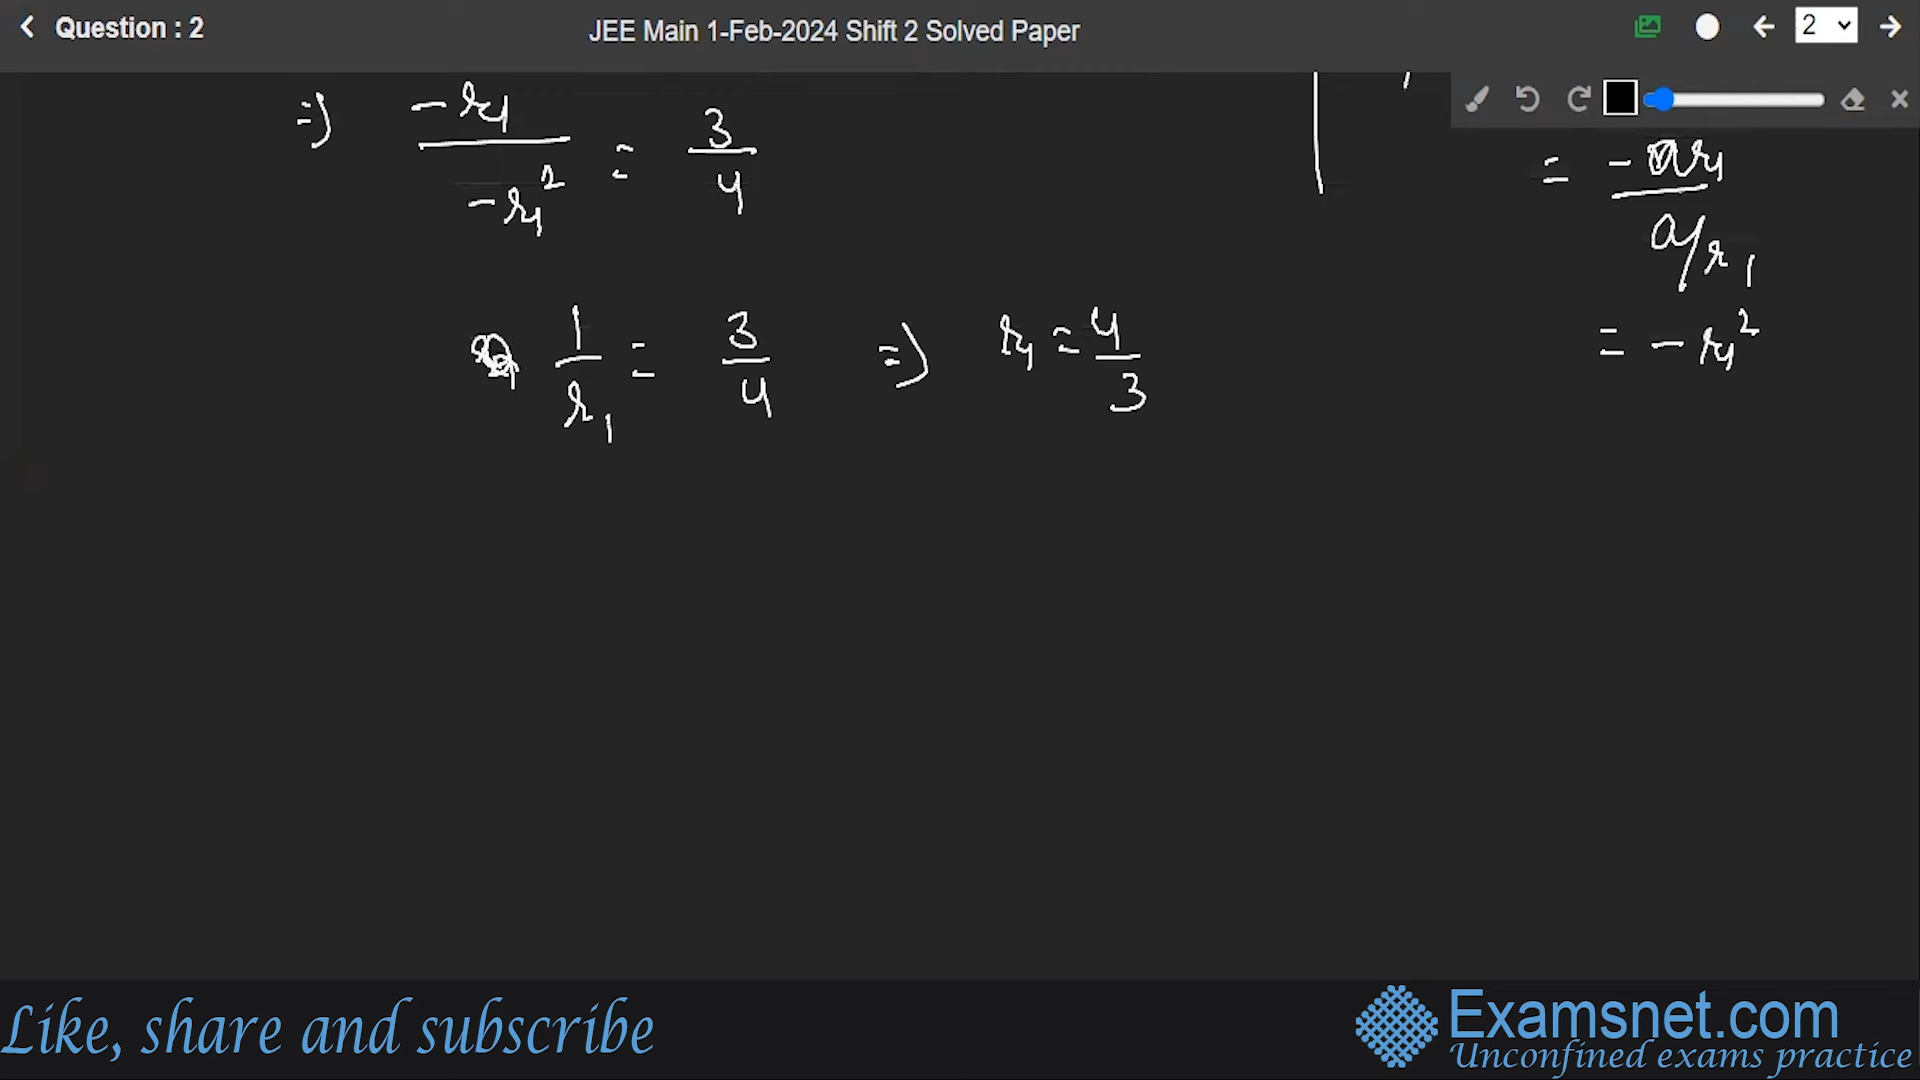 Question : 2
JEE Main 1-Feb-2024 Shift 2 Solved Paper
2
=) -r₁ / -r₁² = 3/4
= -ar₁ / a/r₁
1/r₁ = 3/4 =) r₁ = 4/3
= -r₁²
Like, share and subscribe
Examsnet.com
Unconfined exams practice